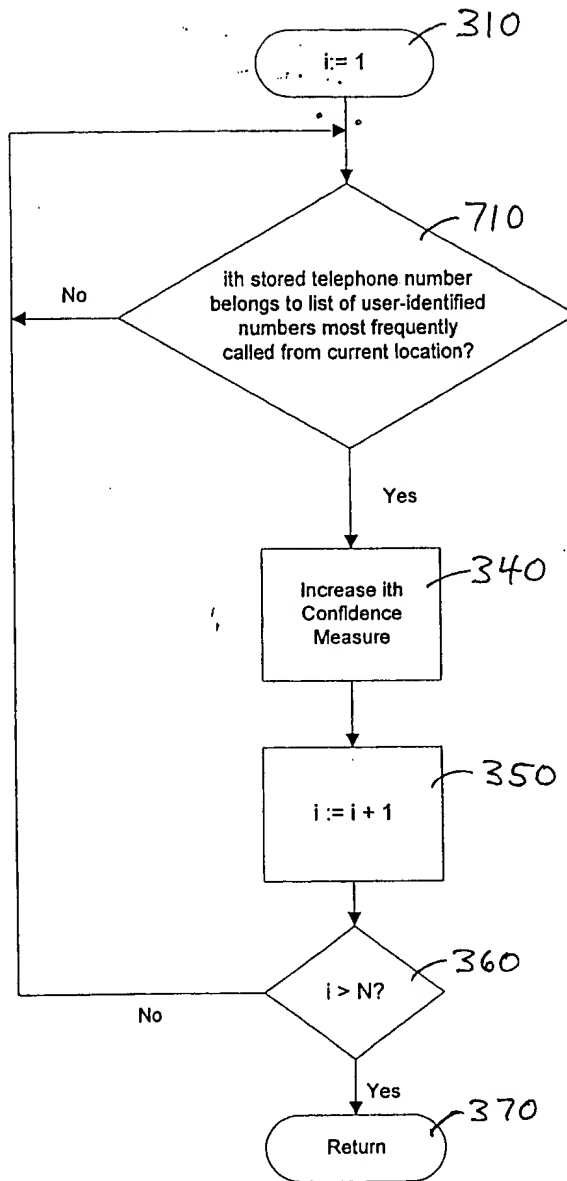 310
i:= 1
710
ith stored telephone number
belongs to list of user-identified
numbers most frequently
called from current location?
No
Yes
340
Increase ith
Confidence
Measure
350
i := i + 1
360
i > N?
No
Yes
370
Return